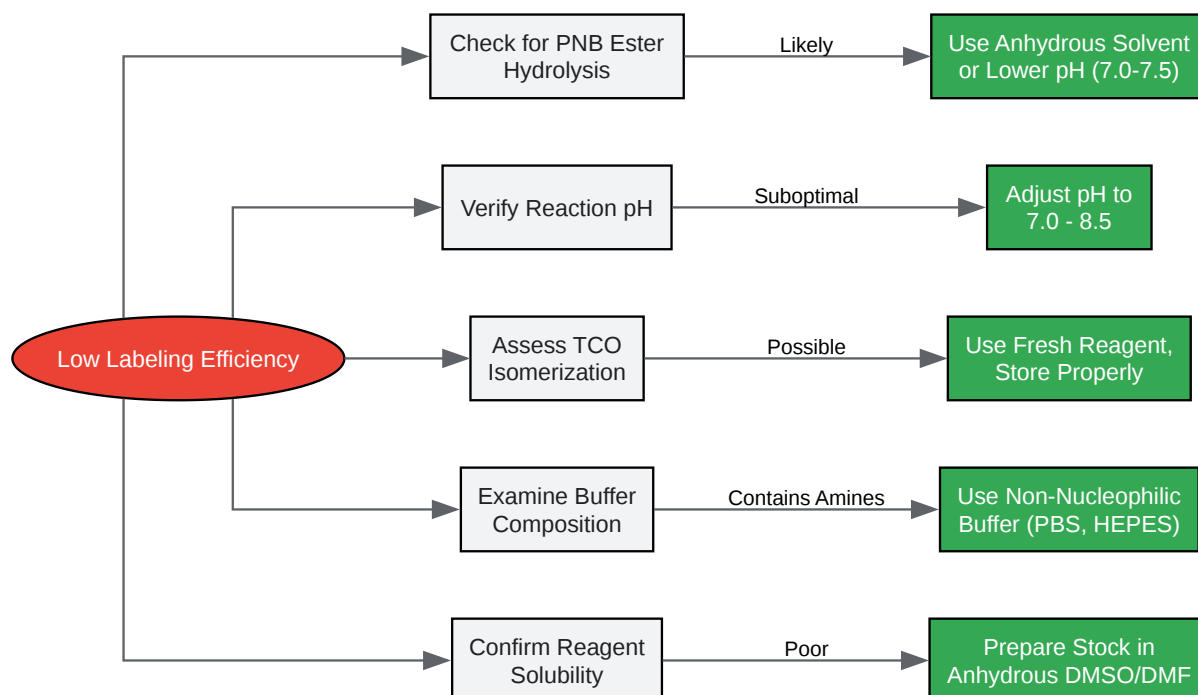 Check for PNB Ester
Hydrolysis
Likely
Use Anhydrous Solvent
or Lower pH (7.0-7.5)
Verify Reaction pH
Suboptimal
Adjust pH to
7.0 - 8.5
Low Labeling Efficiency
Assess TCO
Isomerization
Possible
Use Fresh Reagent,
Store Properly
Examine Buffer
Composition
Contains Amines
Use Non-Nucleophilic
Buffer (PBS, HEPES)
Confirm Reagent
Solubility
Poor
Prepare Stock in
Anhydrous DMSO/DMF